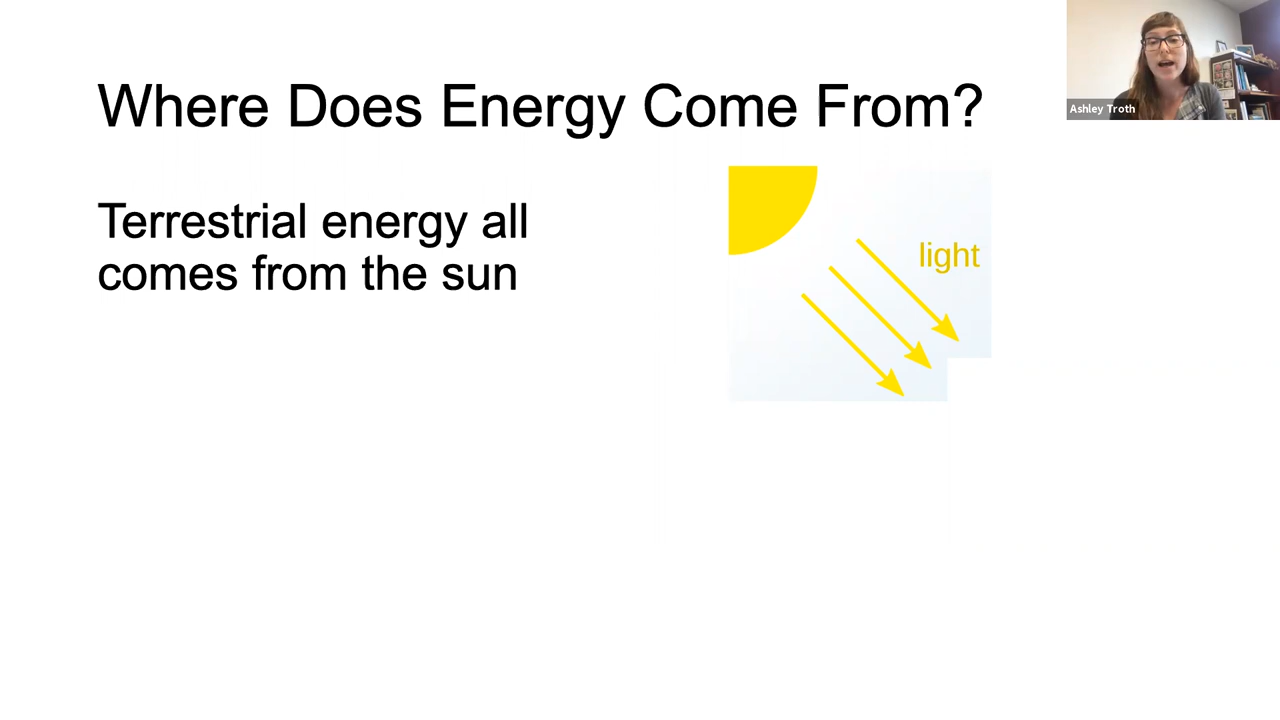 Where Does Energy Come From?
Ashley Troth
Terrestrial energy all
comes from the sun
light